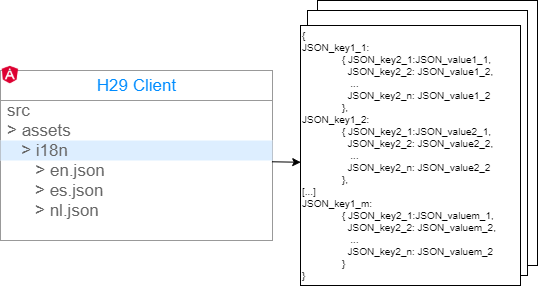 H29 Client
src
> assets
> i18n
> en.json
> es.json
> nl.json
{
JSON_key1_1:
{ JSON_key2_1:JSON_value1_1,
JSON_key2_2: JSON_value1_2,
...
JSON_key2_n: JSON_value1_2
},
JSON_key1_2:
{ JSON_key2_1:JSON_value2_1,
JSON_key2_2: JSON_value2_2,
...
JSON_key2_n: JSON_value2_2
},
[...]
JSON_key1_m:
{ JSON_key2_1:JSON_valuem_1,
JSON_key2_2: JSON_valuem_2,
...
JSON_key2_n: JSON_valuem_2
}
}